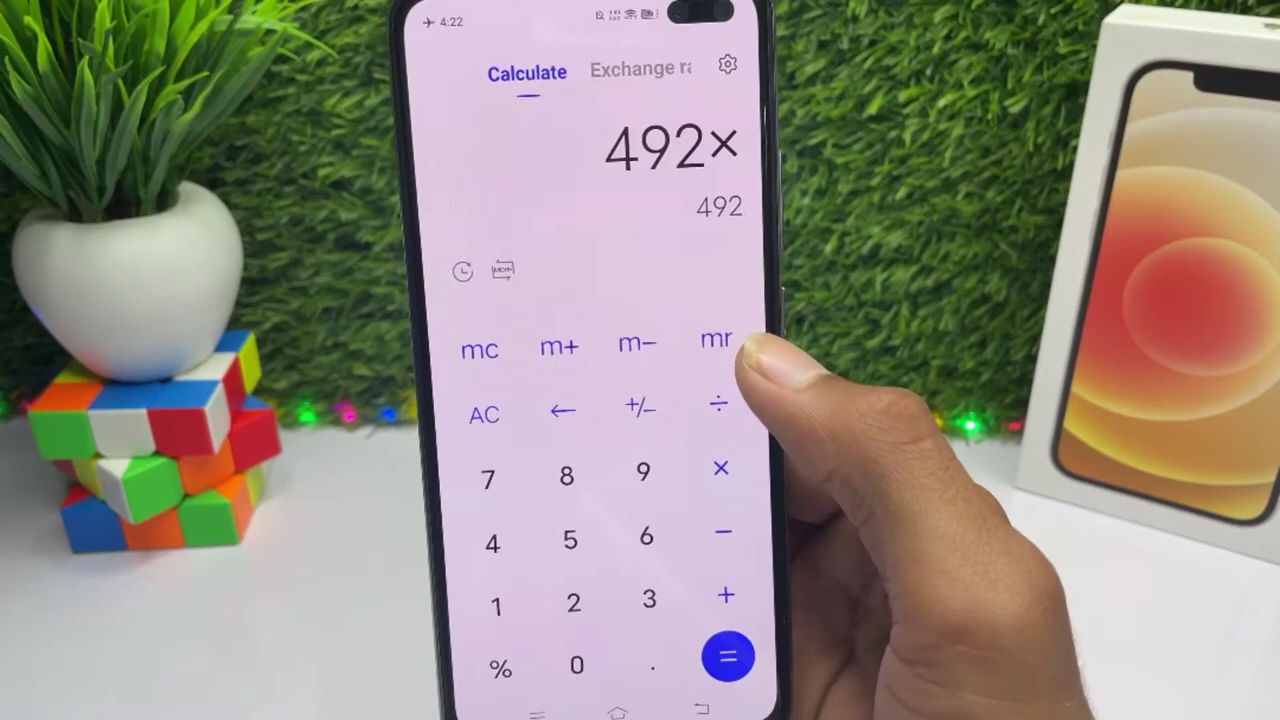 4:22
Calculate Exchange ra
492×
492
mc m+ m− mr
AC ← +/− ÷
7 8 9 ×
4 5 6 −
1 2 3 +
% 0 . =